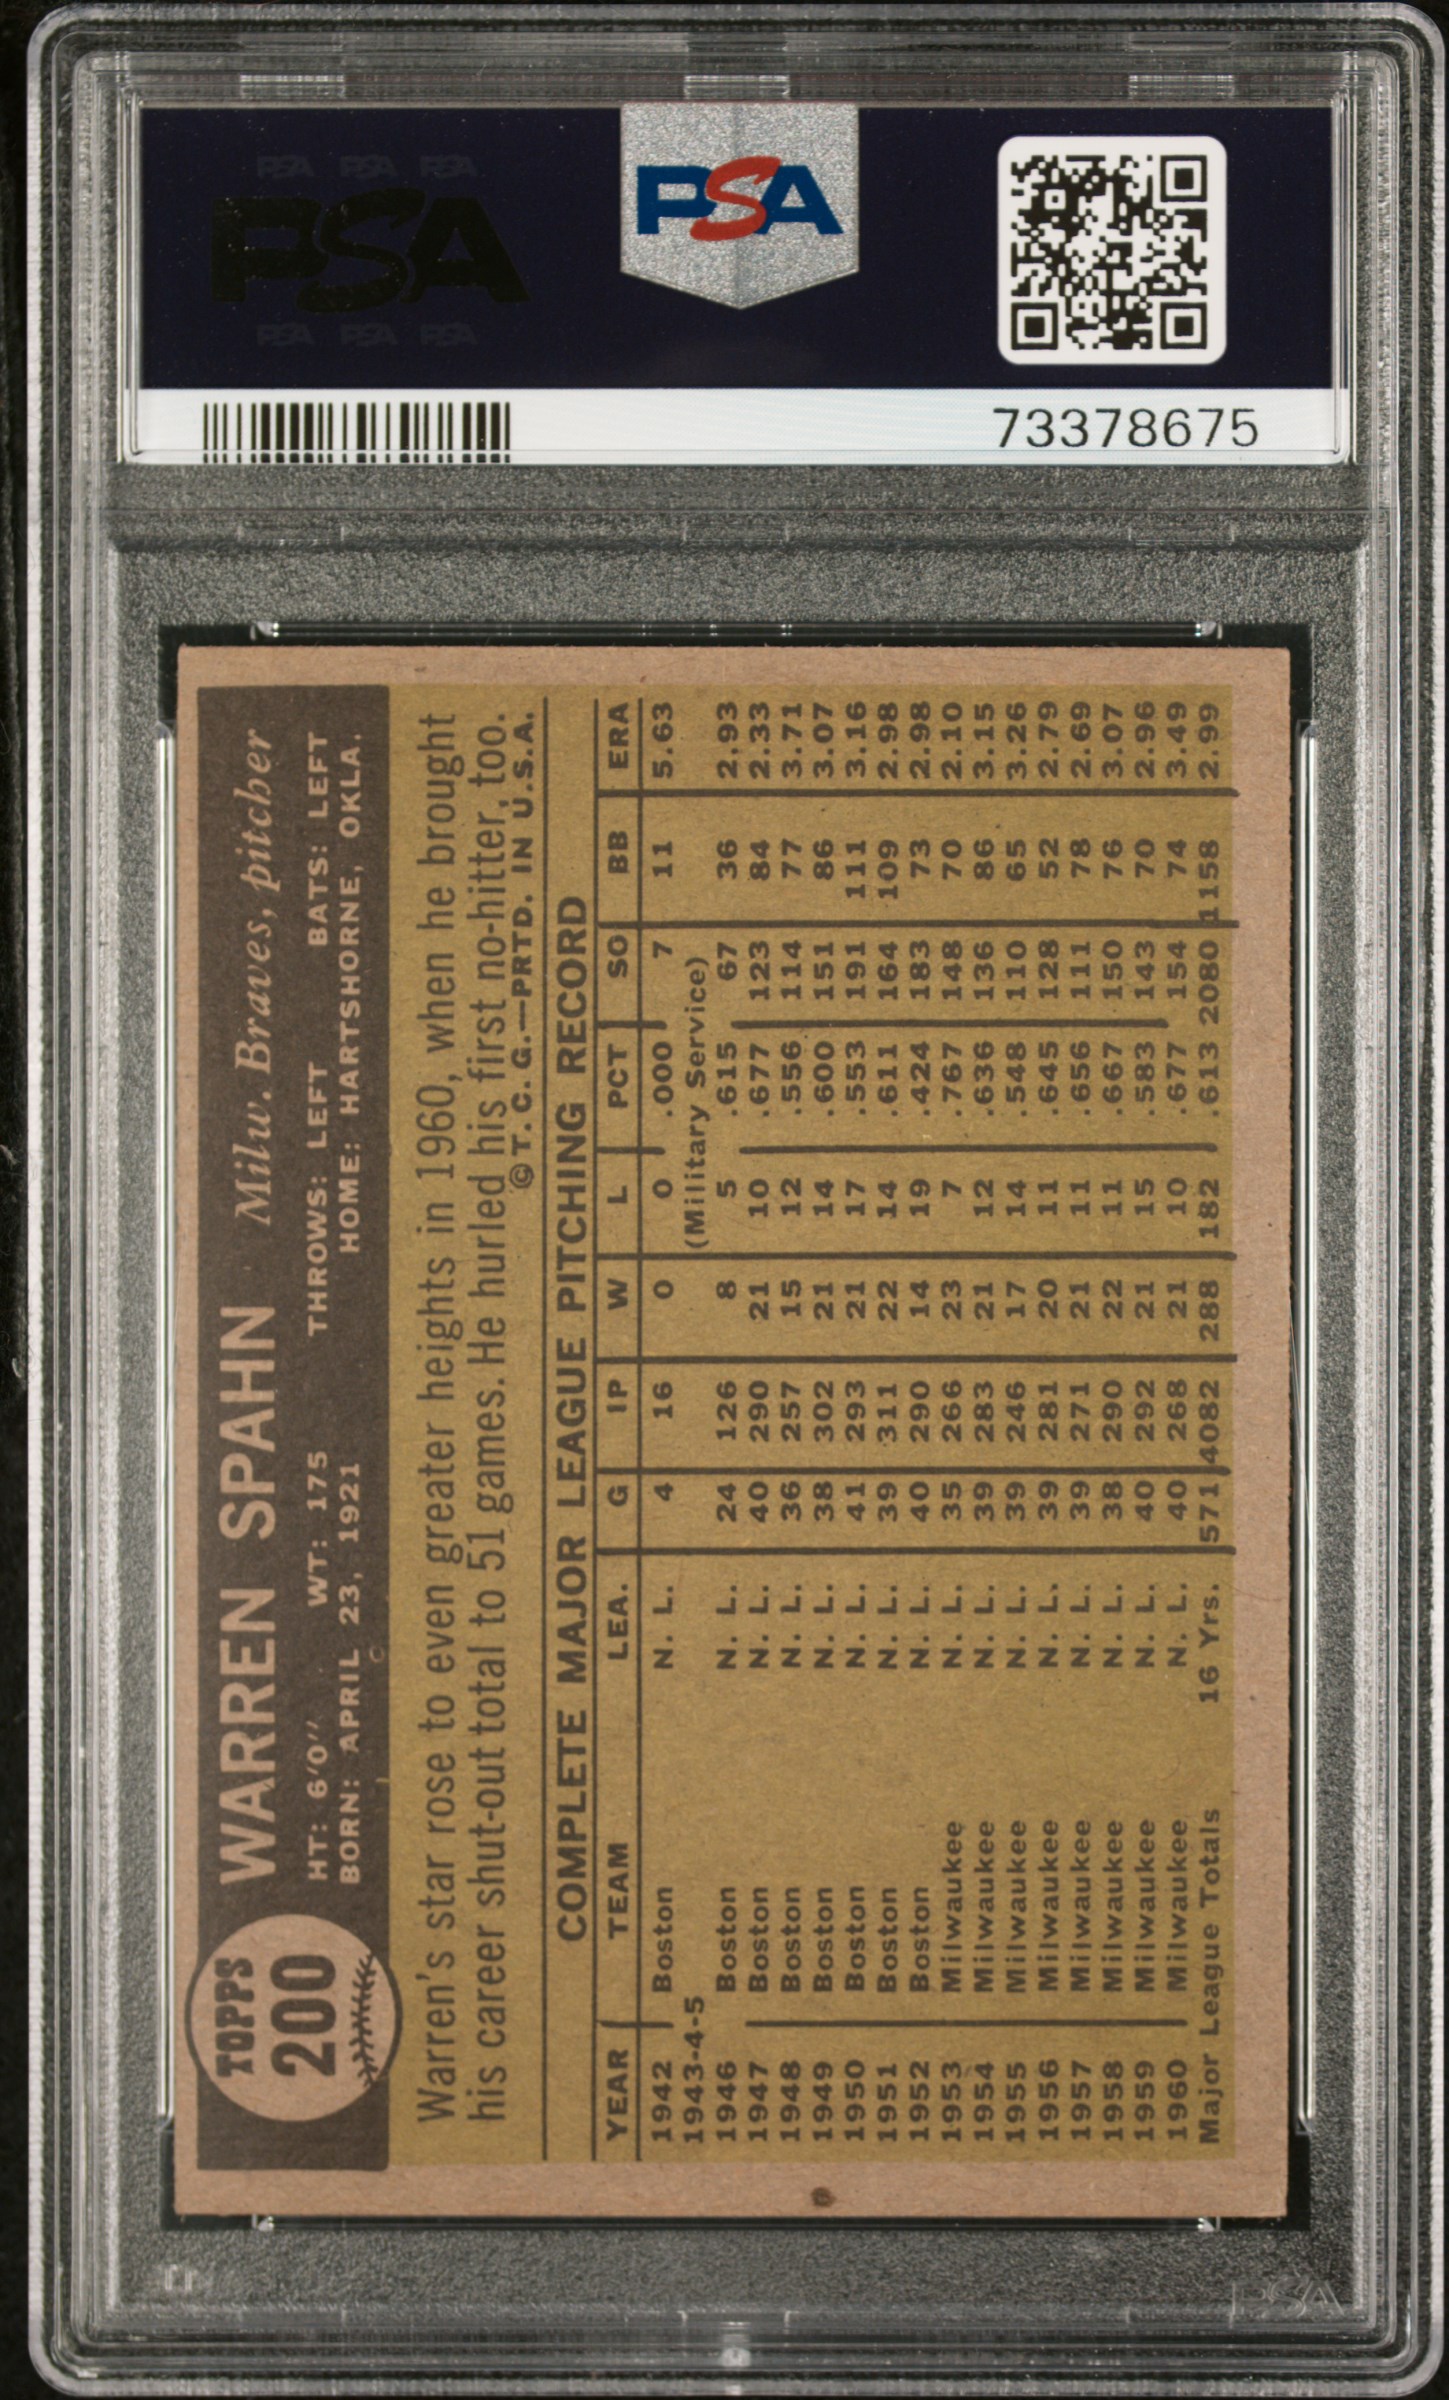 PSA PSA PSA
PSA
PSA PSA PSA
PSA
73378675
TOPPS
200
WARREN SPAHN Milw. Braves, pitcher
HT: 6'0" WT: 175 THROWS: LEFT BATS: LEFT
BORN: APRIL 23, 1921 HOME: HARTSHORNE, OKLA.
Warren's star rose to even greater heights in 1960, when he brought
his career shut-out total to 51 games. He hurled his first no-hitter, too.
©T. C. G.—PRTD. IN U.S.A.
COMPLETE MAJOR LEAGUE PITCHING RECORD
YEAR TEAM LEA. G IP W L PCT SO BB ERA
1942 Boston N. L. 4 16 0 0 .000 7 11 5.63
1943-4-5 (Military Service)
1946 Boston N. L. 24 126 8 5 .615 67 36 2.93
1947 Boston N. L. 40 290 21 10 .677 123 84 2.33
1948 Boston N. L. 36 257 15 12 .556 114 77 3.71
1949 Boston N. L. 38 302 21 14 .600 151 86 3.07
1950 Boston N. L. 41 293 21 17 .553 191 111 3.16
1951 Boston N. L. 39 311 22 14 .611 164 109 2.98
1952 Boston N. L. 40 290 14 19 .424 183 73 2.98
1953 Milwaukee N. L. 35 266 23 7 .767 148 70 2.10
1954 Milwaukee N. L. 39 283 21 12 .636 136 86 3.15
1955 Milwaukee N. L. 39 246 17 14 .548 110 65 3.26
1956 Milwaukee N. L. 39 281 20 11 .645 128 52 2.79
1957 Milwaukee N. L. 39 271 21 11 .656 111 78 2.69
1958 Milwaukee N. L. 38 290 22 11 .667 150 76 3.07
1959 Milwaukee N. L. 40 292 21 15 .583 143 70 2.96
1960 Milwaukee N. L. 40 268 21 10 .677 154 74 3.49
Major League Totals 16 Yrs. 571 4082 288 182 .613 2080 1158 2.99
PSA